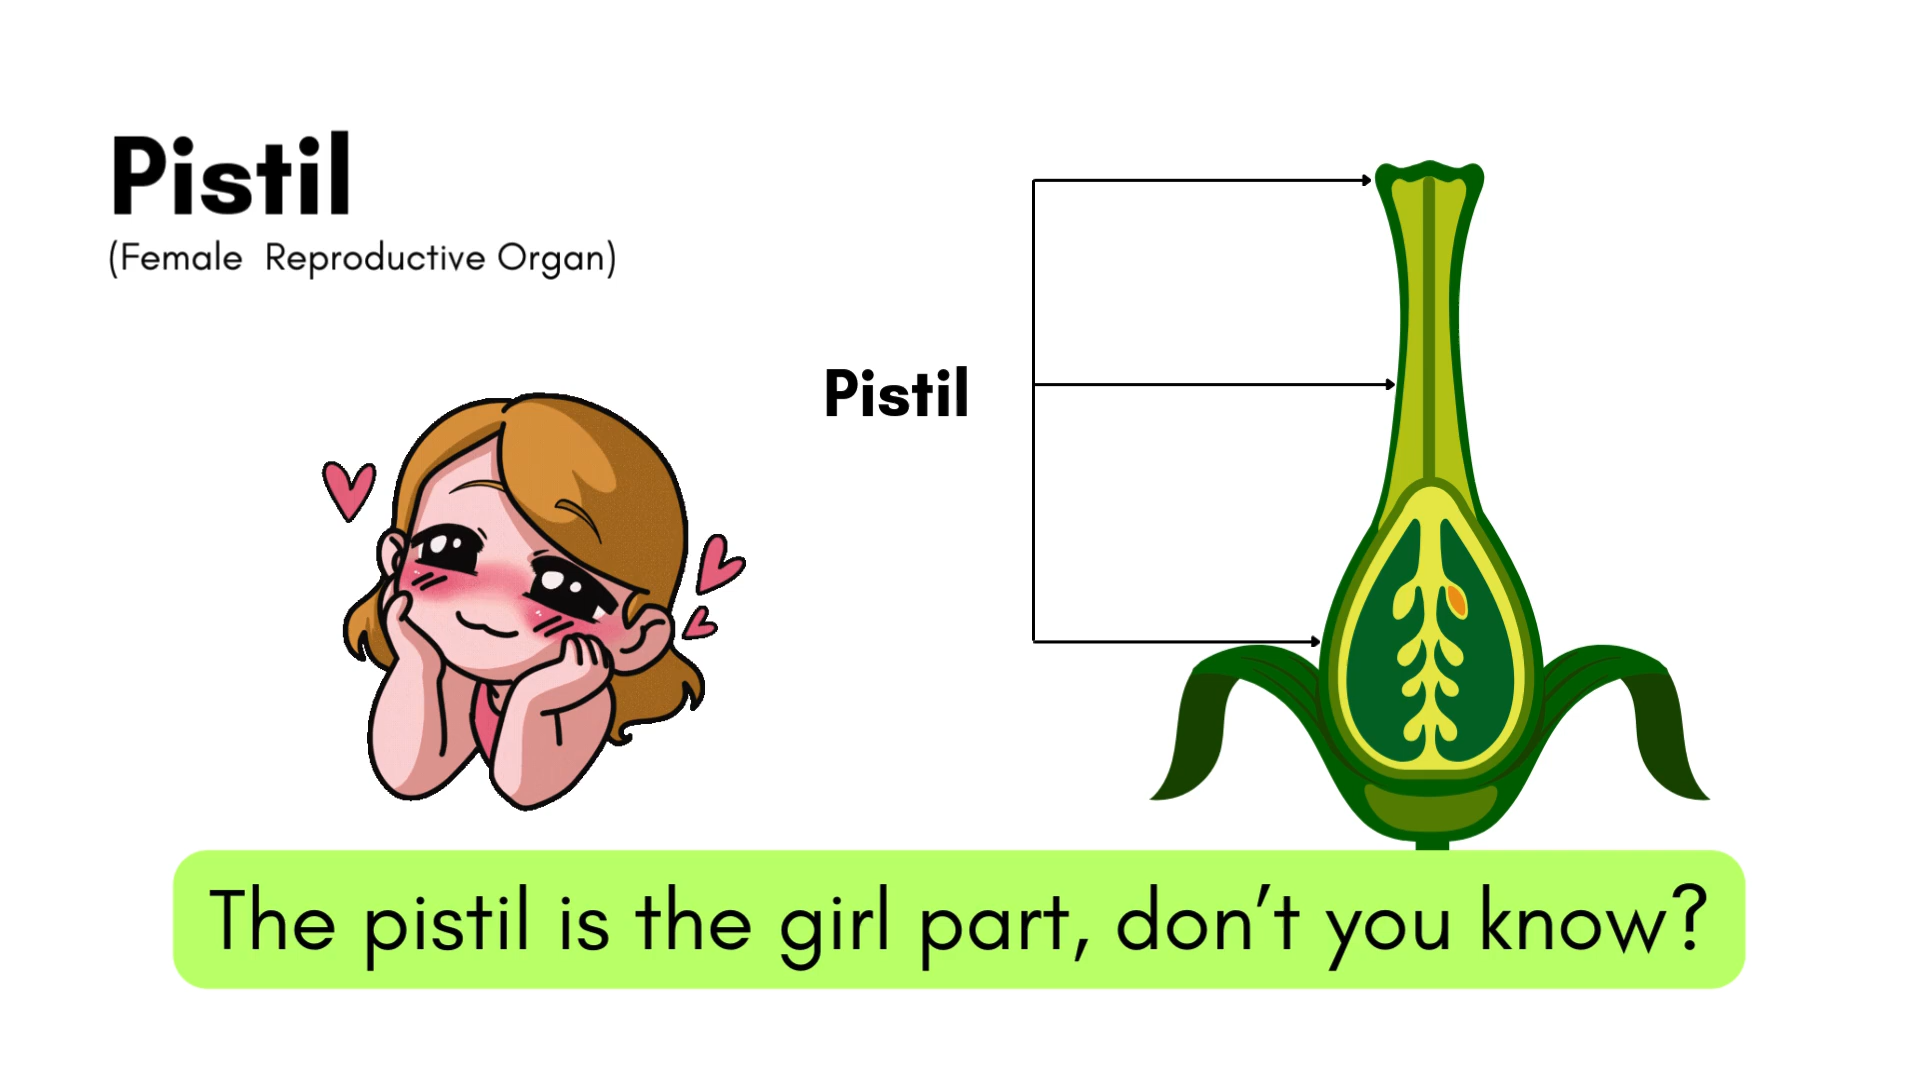 Pistil
(Female Reproductive Organ)
Pistil
The pistil is the girl part, don’t you know?